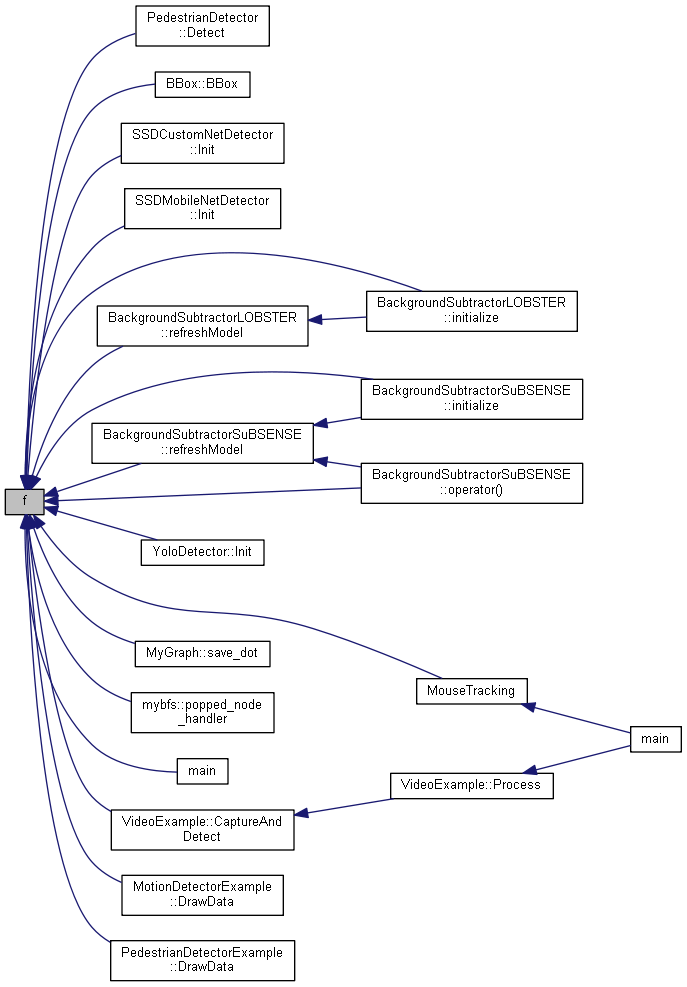 PedestrianDetector
::Detect
BBox::BBox
SSDCustomNetDetector
::Init
SSDMobileNetDetector
::Init
BackgroundSubtractorLOBSTER
::initialize
BackgroundSubtractorLOBSTER
::refreshModel
BackgroundSubtractorSuBSENSE
::initialize
BackgroundSubtractorSuBSENSE
::refreshModel
BackgroundSubtractorSuBSENSE
::operator()
f
YoloDetector::Init
MyGraph::save_dot
MouseTracking
mybfs::popped_node
_handler
main
main
VideoExample::Process
VideoExample::CaptureAnd
Detect
MotionDetectorExample
::DrawData
PedestrianDetectorExample
::DrawData